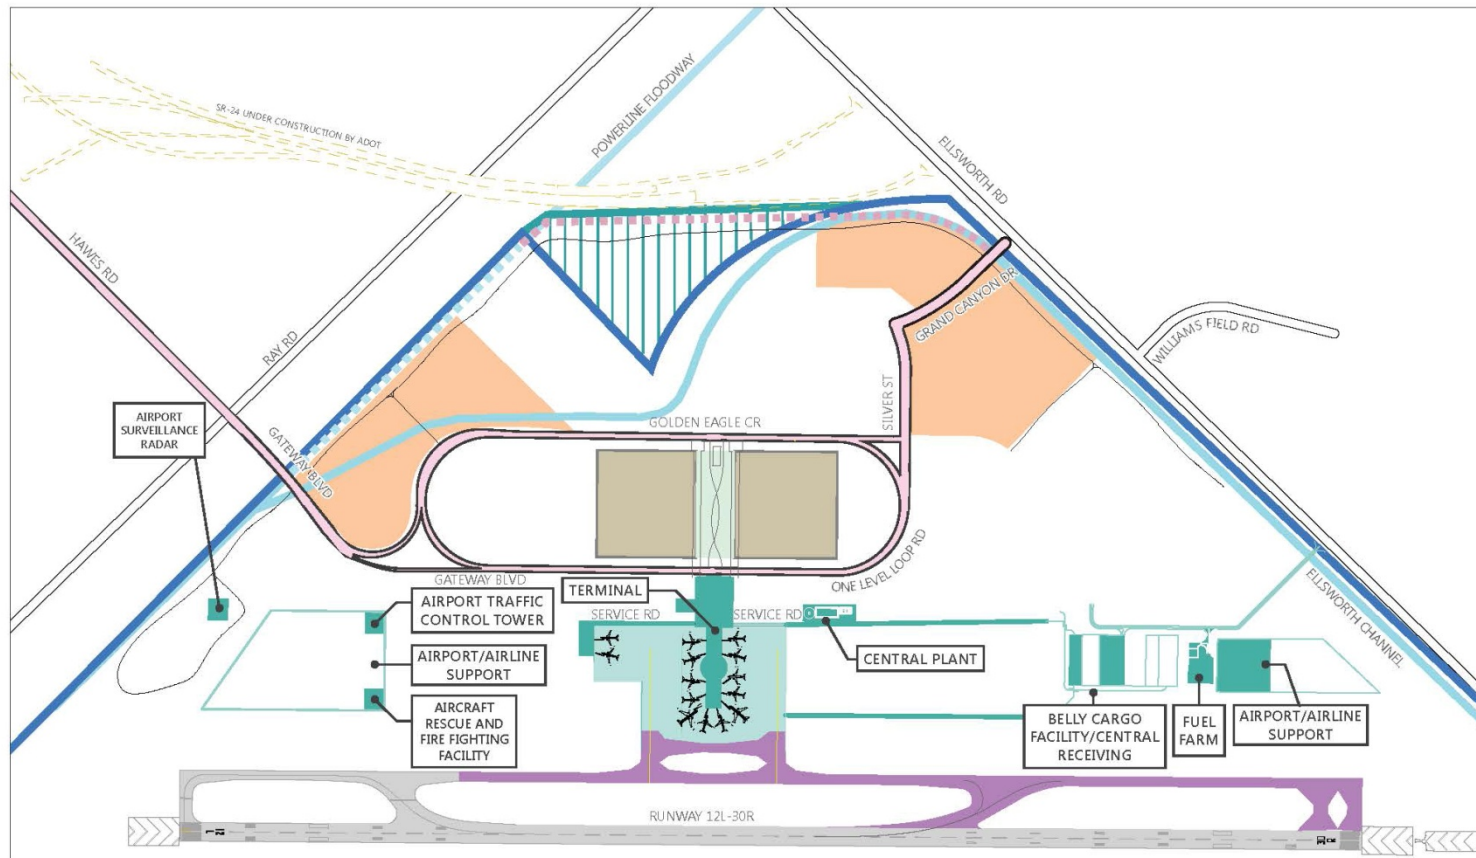 SR-24 UNDER CONSTRUCTION BY ADOT
POWERLINE FLOODWAY
ELLSWORTH RD
HAWES RD
RAY RD
GRAND CANYON DR
WILLIAMS FIELD RD
SILVER ST
GOLDEN EAGLE CR
GATEWAY BLVD
AIRPORT
SURVEILLANCE
RADAR
GATEWAY BLVD
ONE LEVEL LOOP RD
ELLSWORTH CHANNEL
TERMINAL
SERVICE RD
SERVICE RD
AIRPORT TRAFFIC
CONTROL TOWER
AIRPORT/AIRLINE
SUPPORT
CENTRAL PLANT
AIRCRAFT
RESCUE AND
FIRE FIGHTING
FACILITY
BELLY CARGO
FACILITY/CENTRAL
RECEIVING
FUEL
FARM
AIRPORT/AIRLINE
SUPPORT
RUNWAY 12L-30R